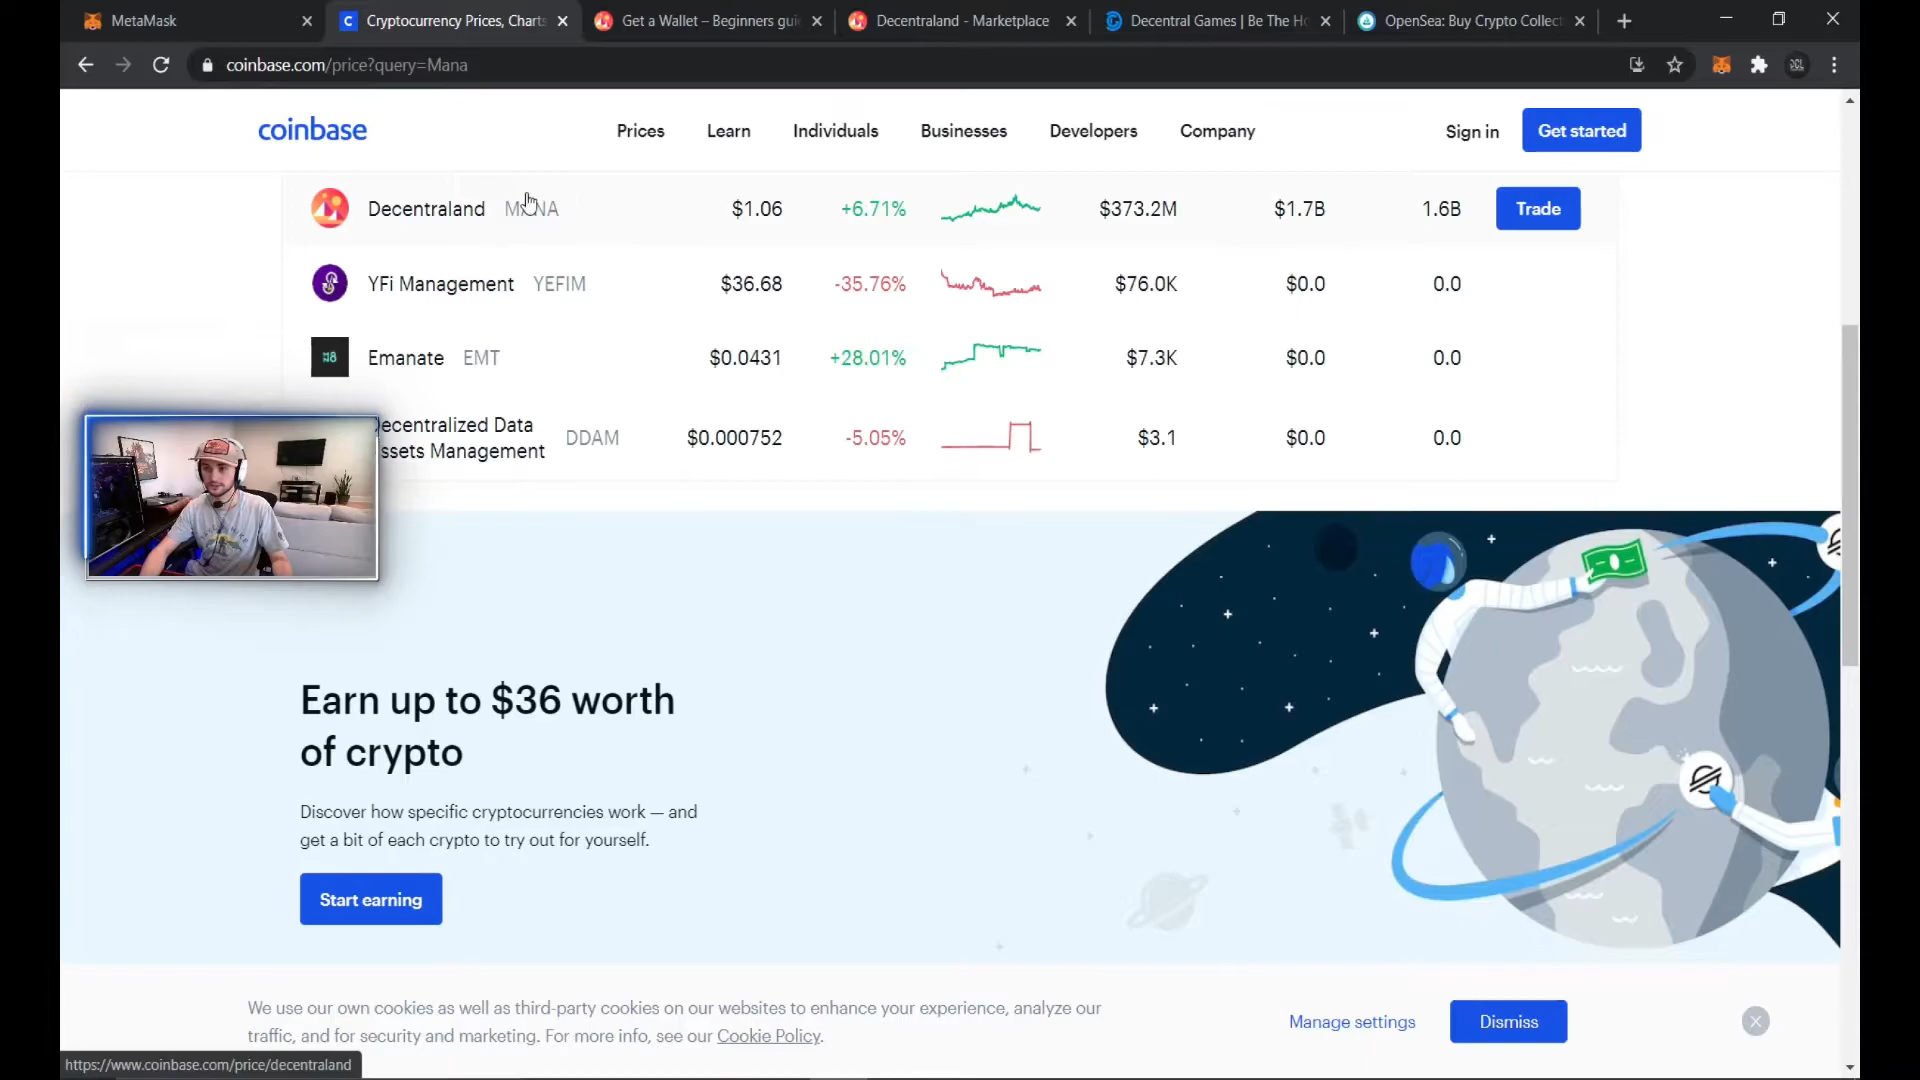 MetaMask
Cryptocurrency Prices, Charts
Get a Wallet – Beginners gui
Decentraland - Marketplace
Decentral Games | Be The Ho
OpenSea: Buy Crypto Collect
coinbase.com/price?query=Mana
DCL
coinbase
Prices
Learn
Individuals
Businesses
Developers
Company
Sign in
Get started
Decentraland MANA $1.06 +6.71% $373.2M $1.7B 1.6B Trade
YFi Management YEFIM $36.68 -35.76% $76.0K $0.0 0.0
Emanate EMT $0.0431 +28.01% $7.3K $0.0 0.0
ecentralized Data
ssets Management DDAM $0.000752 -5.05% $3.1 $0.0 0.0
Earn up to $36 worth
of crypto
Discover how specific cryptocurrencies work — and
get a bit of each crypto to try out for yourself.
Start earning
We use our own cookies as well as third-party cookies on our websites to enhance your experience, analyze our
traffic, and for security and marketing. For more info, see our Cookie Policy.
Manage settings
Dismiss
https://www.coinbase.com/price/decentraland